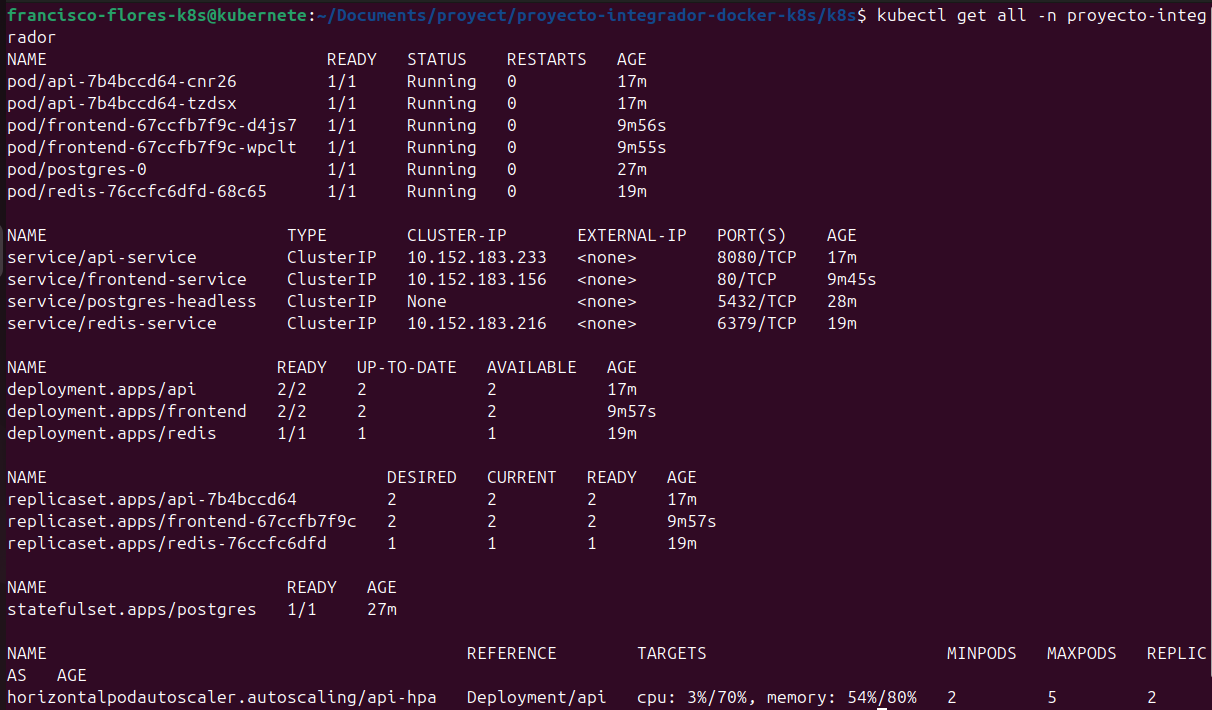 francisco-flores-k8s@kubernete:~/Documents/proyect/proyecto-integrador-docker-k8s/k8s$ kubectl get all -n proyecto-integ
rador
NAME                            READY   STATUS    RESTARTS   AGE
pod/api-7b4bccd64-cnr26         1/1     Running   0          17m
pod/api-7b4bccd64-tzdsx         1/1     Running   0          17m
pod/frontend-67ccfb7f9c-d4js7   1/1     Running   0          9m56s
pod/frontend-67ccfb7f9c-wpclt   1/1     Running   0          9m55s
pod/postgres-0                  1/1     Running   0          27m
pod/redis-76ccfc6dfd-68c65      1/1     Running   0          19m
NAME                        TYPE        CLUSTER-IP       EXTERNAL-IP   PORT(S)    AGE
service/api-service         ClusterIP   10.152.183.233   <none>        8080/TCP   17m
service/frontend-service    ClusterIP   10.152.183.156   <none>        80/TCP     9m45s
service/postgres-headless   ClusterIP   None             <none>        5432/TCP   28m
service/redis-service       ClusterIP   10.152.183.216   <none>        6379/TCP   19m
NAME                       READY   UP-TO-DATE   AVAILABLE   AGE
deployment.apps/api        2/2     2            2           17m
deployment.apps/frontend   2/2     2            2           9m57s
deployment.apps/redis      1/1     1            1           19m
NAME                                  DESIRED   CURRENT   READY   AGE
replicaset.apps/api-7b4bccd64         2         2         2       17m
replicaset.apps/frontend-67ccfb7f9c   2         2         2       9m57s
replicaset.apps/redis-76ccfc6dfd      1         1         1       19m
NAME                        READY   AGE
statefulset.apps/postgres   1/1     27m
NAME                                          REFERENCE        TARGETS                        MINPODS   MAXPODS   REPLIC
AS   AGE
horizontalpodautoscaler.autoscaling/api-hpa   Deployment/api   cpu: 3%/70%, memory: 54%/80%   2         5         2